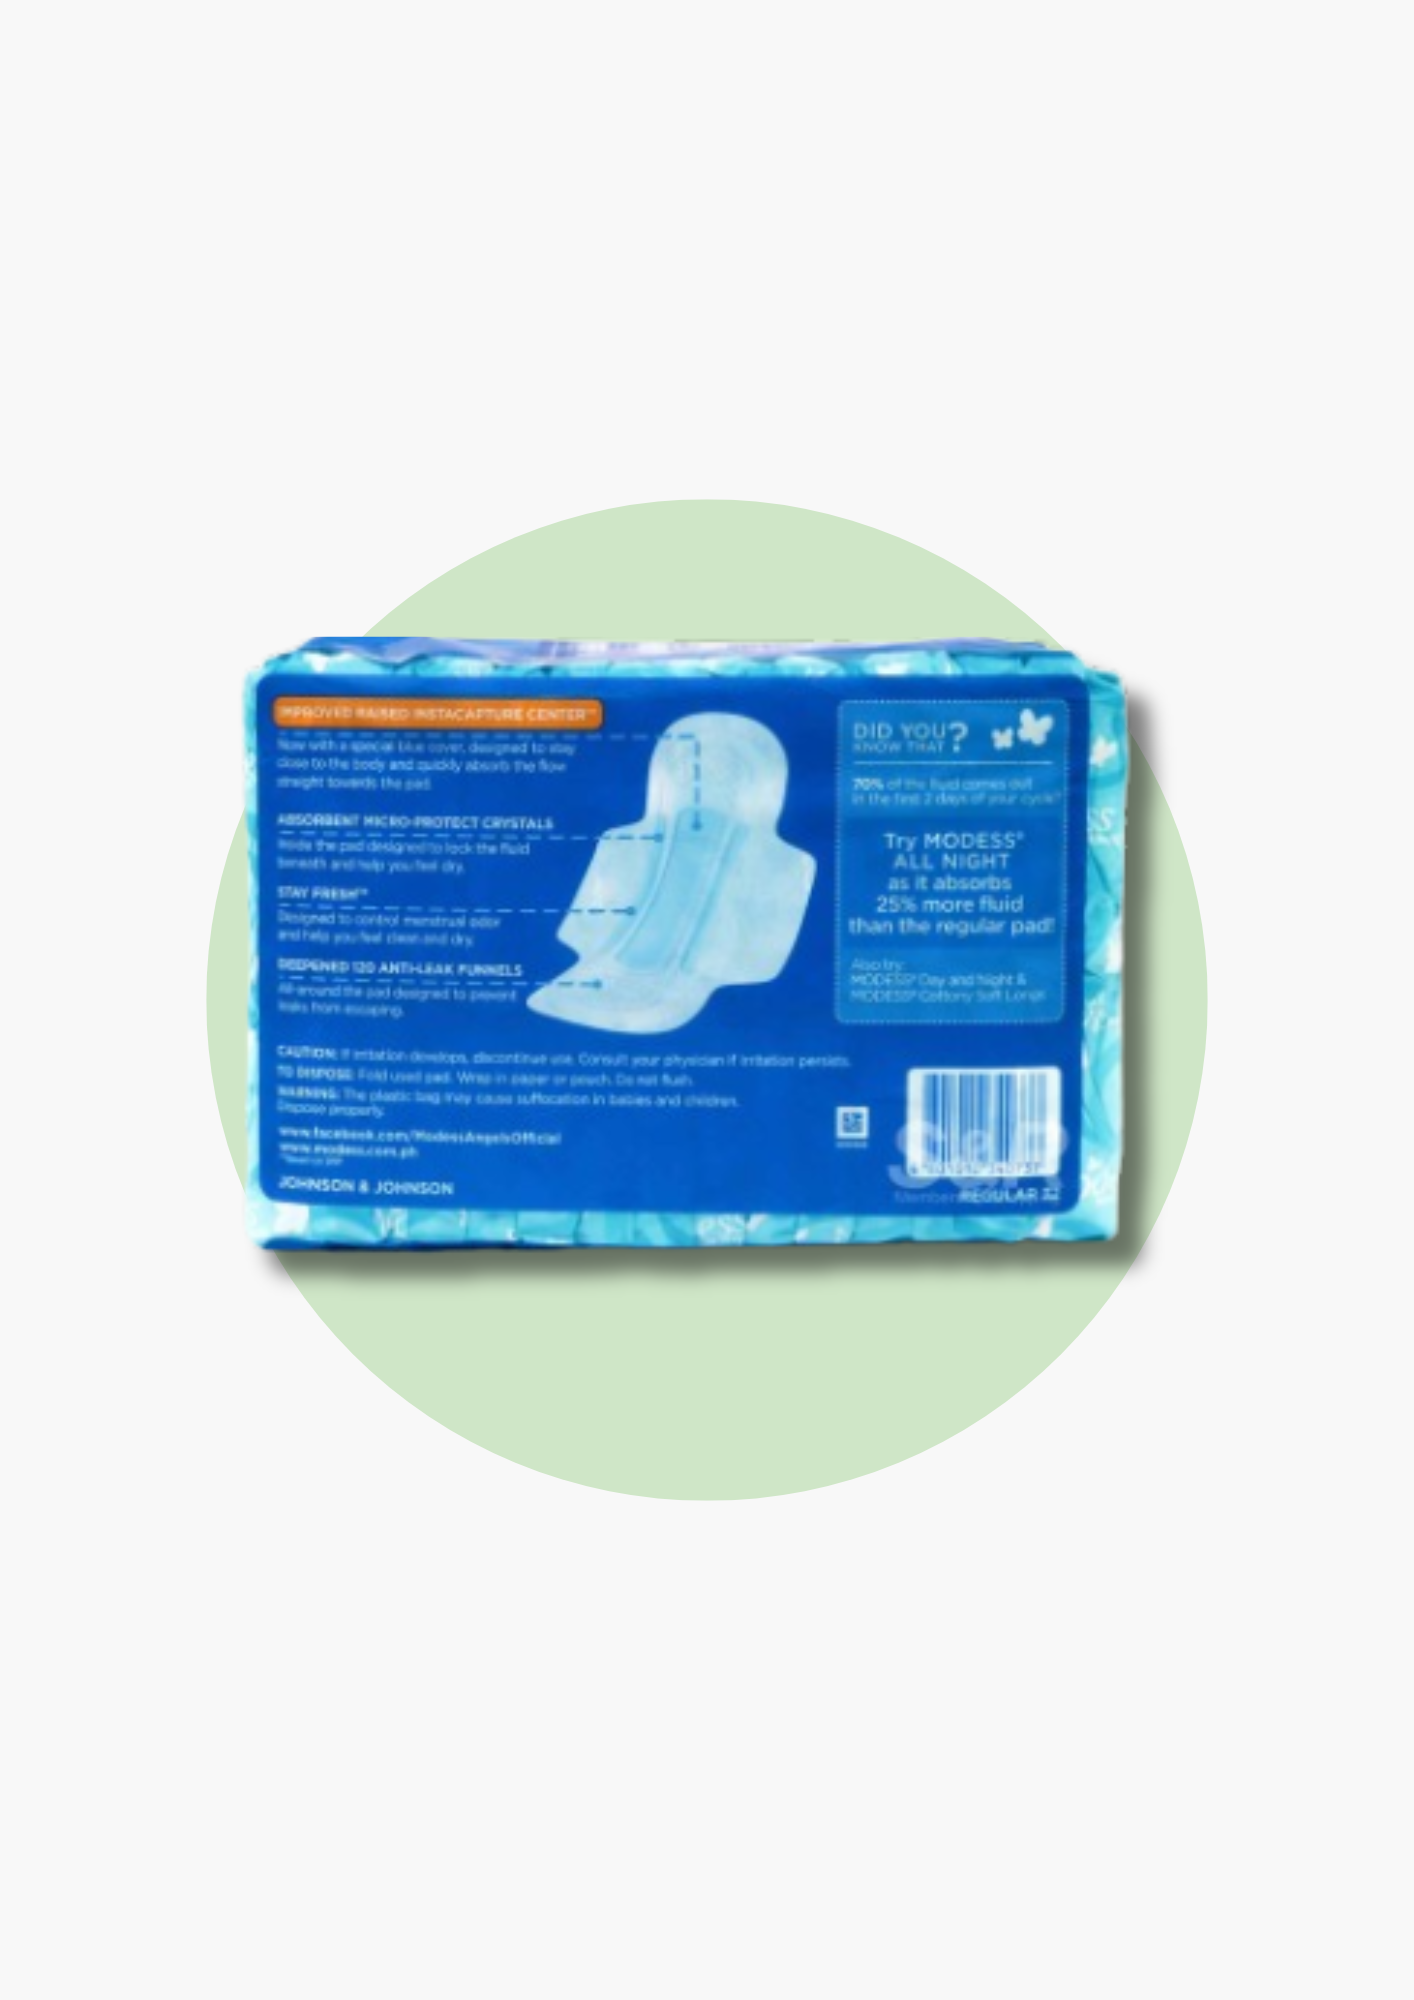 IMPROVED RAISED INSTACAPTURE CENTER™
Now with a special blue cover, designed to stay
close to the body and quickly absorb the flow
straight towards the pad.
ABSORBENT MICRO-PROTECT CRYSTALS
Inside the pad designed to lock the fluid
beneath and help you feel dry.
STAY FRESH™
Designed to control menstrual odor
and help you feel clean and dry.
DEEPENED 120 ANTI-LEAK FUNNELS
All-around the pad designed to prevent
leaks from escaping.
DID YOU?
KNOW THAT
70% of the fluid comes out
in the first 2 days of your cycle
Try MODESS®
ALL NIGHT
as it absorbs
25% more fluid
than the regular pad!
Also try:
MODESS® Day and Night &
MODESS® Cottony Soft Longs
CAUTION: If irritation develops, discontinue use. Consult your physician if irritation persists.
TO DISPOSE: Fold used pad. Wrap in paper or pouch. Do not flush.
WARNING: The plastic bag may cause suffocation in babies and children.
Dispose properly.
www.facebook.com/ModessAngelsOfficial
www.modess.com.ph
JOHNSON & JOHNSON
S&R
Member
REGULAR 32